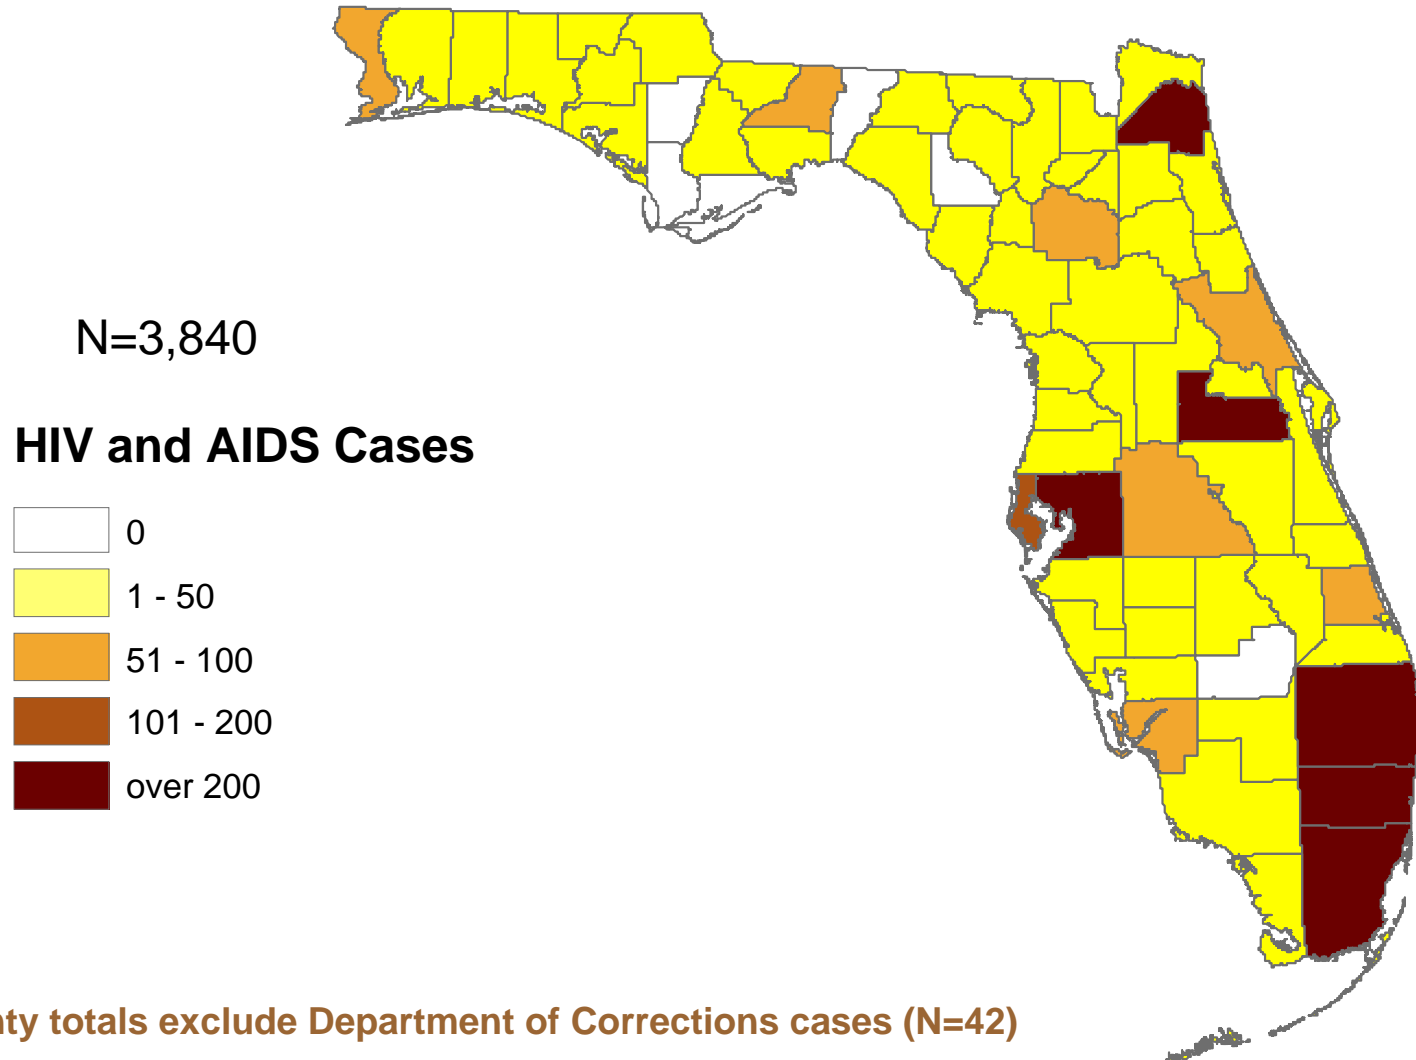 N=3,840
HIV and AIDS Cases
0
1 - 50
51 - 100
101 - 200
over 200
totals exclude Department of Corrections cases (N=42)